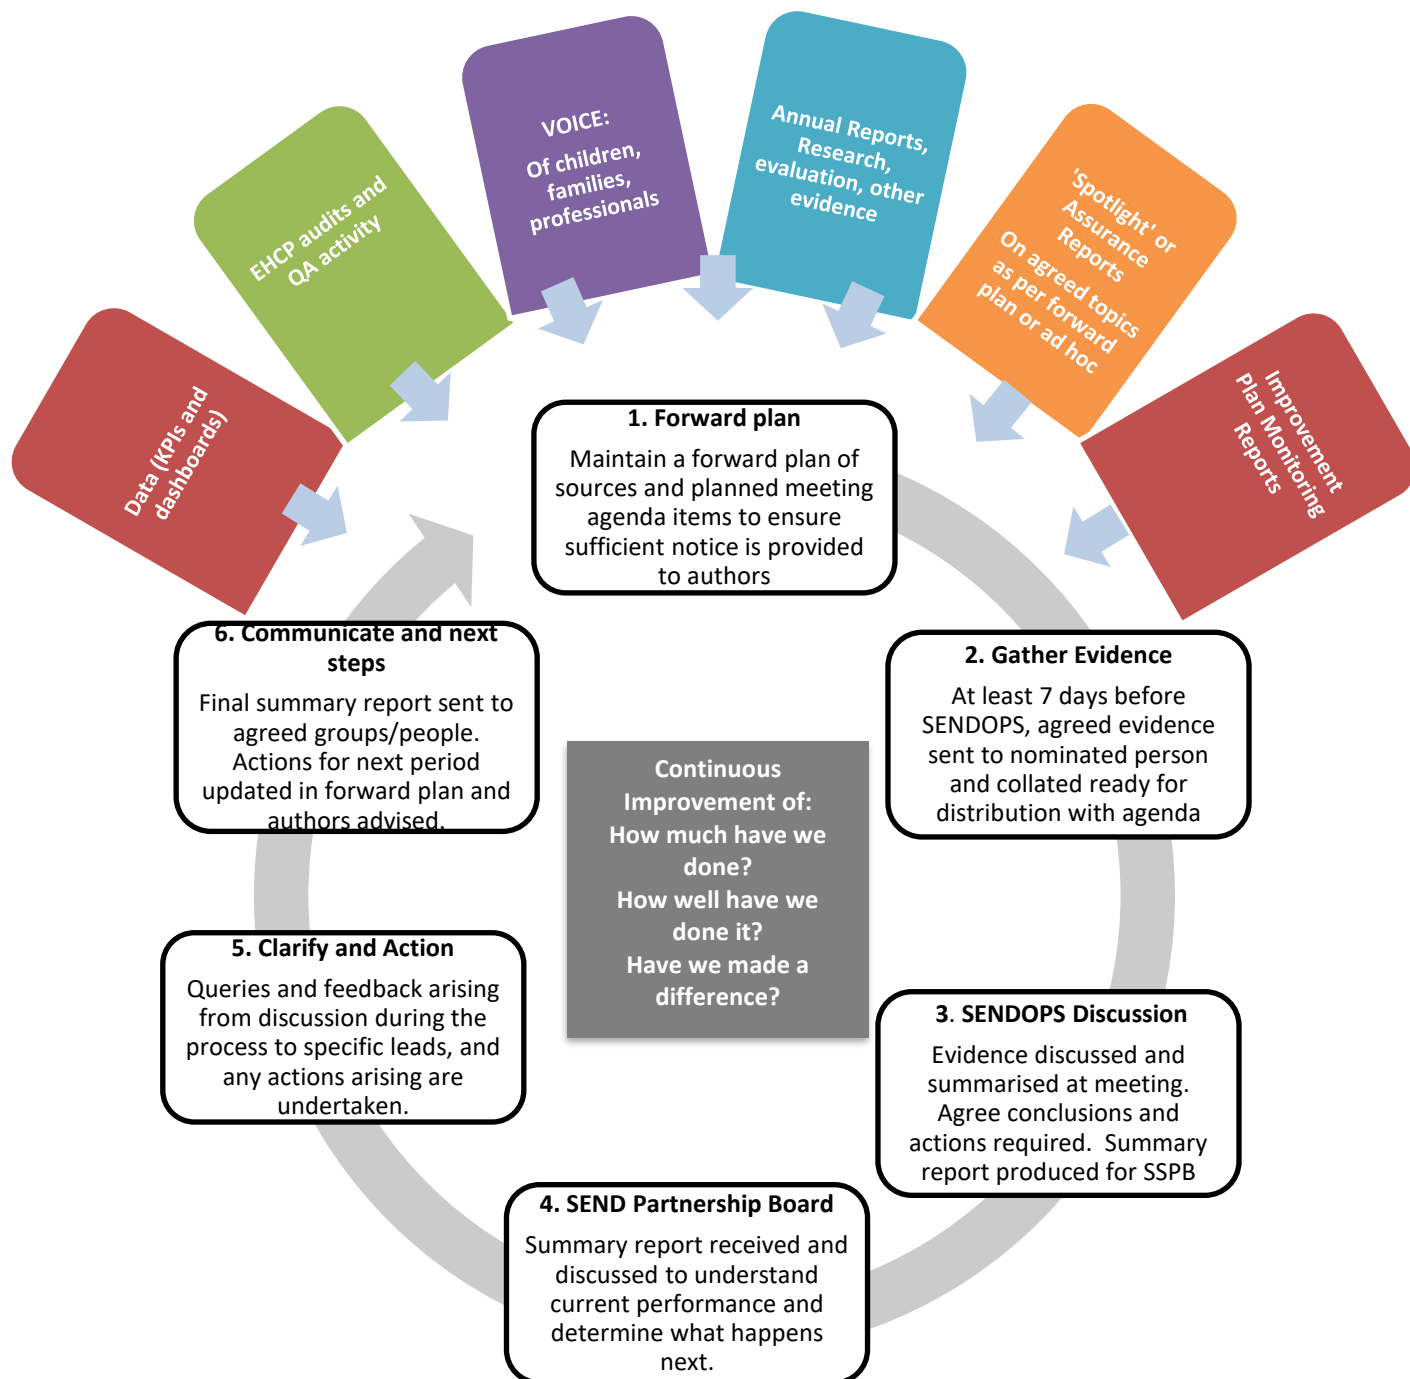 Data (KPIs and
dashboards)
EHCP audits and
QA activity
VOICE:
Of children,
families,
professionals
Annual Reports,
Research,
evaluation, other
evidence
'Spotlight' or
Assurance
Reports
On agreed topics
as per forward
plan or ad hoc
Improvement
Plan Monitoring
Reports
1. Forward plan
Maintain a forward plan of
sources and planned meeting
agenda items to ensure
sufficient notice is provided
to authors
2. Gather Evidence
At least 7 days before
SENDOPS, agreed evidence
sent to nominated person
and collated ready for
distribution with agenda
3. SENDOPS Discussion
Evidence discussed and
summarised at meeting.
Agree conclusions and
actions required.  Summary
report produced for SSPB
4. SEND Partnership Board
Summary report received and
discussed to understand
current performance and
determine what happens
next.
5. Clarify and Action
Queries and feedback arising
from discussion during the
process to specific leads, and
any actions arising are
undertaken.
6. Communicate and next
steps
Final summary report sent to
agreed groups/people.
Actions for next period
updated in forward plan and
authors advised.
Continuous
Improvement of:
How much have we
done?
How well have we
done it?
Have we made a
difference?